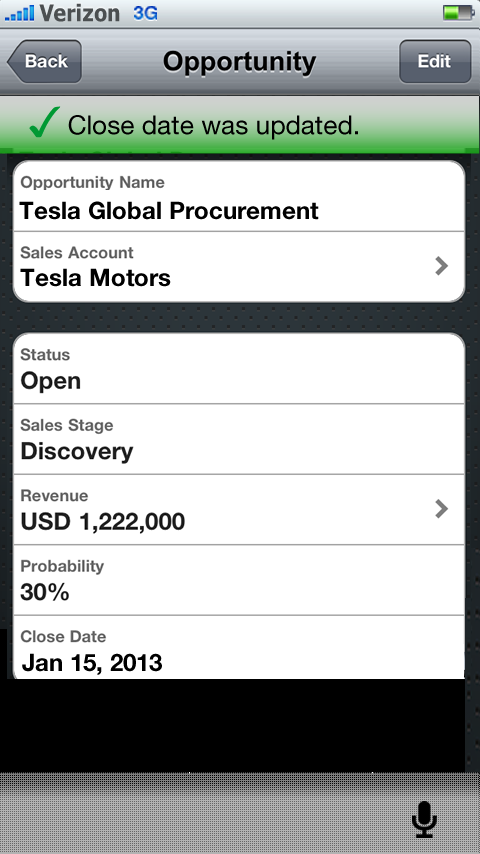 Verizon 3G
Back
Opportunity
Edit
Close date was updated.
Opportunity Name
Tesla Global Procurement
Sales Account
Tesla Motors
Status
Open
Sales Stage
Discovery
Revenue
USD 1,222,000
Probability
30%
Close Date
Jan 15, 2013